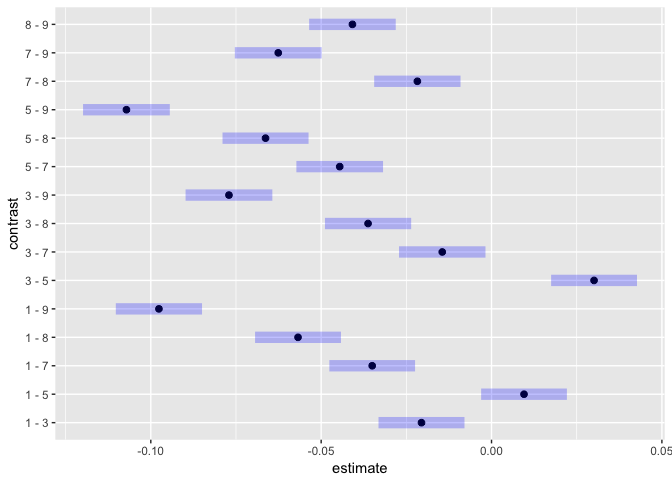 8 - 9
7 - 9
7 - 8
5 - 9
5 - 8
5 - 7
3 - 9
3 - 8
3 - 7
3 - 5
1 - 9
1 - 8
1 - 7
1 - 5
1 - 3
contrast
-0.10 -0.05 0.00 0.05
estimate